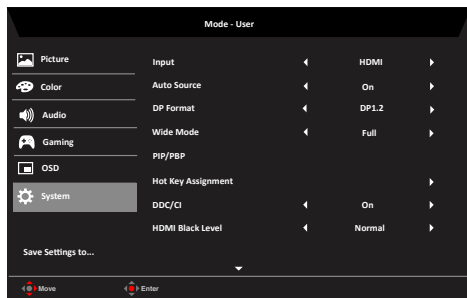 Mode - User
Picture
Color
Audio
Gaming
OSD
System
Save Settings to...
Input HDMI
Auto Source On
DP Format DP1.2
Wide Mode Full
PIP/PBP
Hot Key Assignment
DDC/CI On
HDMI Black Level Normal
Move Enter